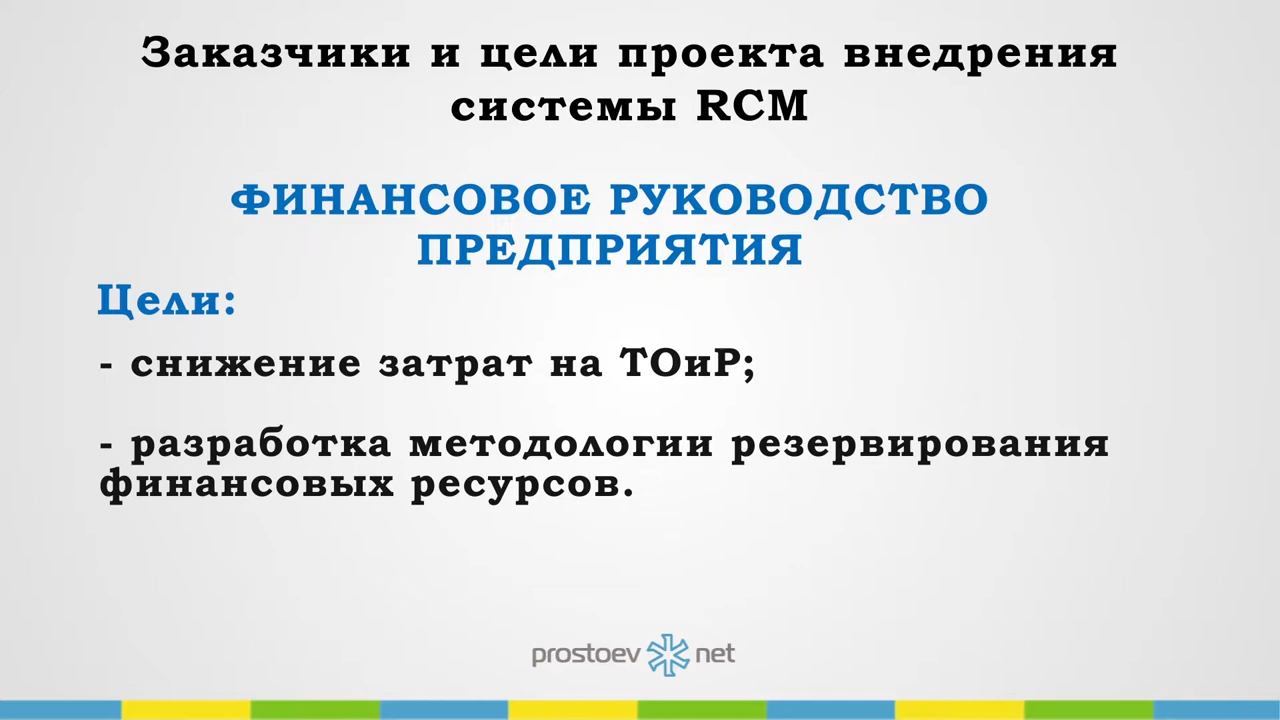 Заказчики и цели проекта внедрения
системы RCM
ФИНАНСОВОЕ РУКОВОДСТВО
ПРЕДПРИЯТИЯ
Цели:
- снижение затрат на ТОиР;
- разработка методологии резервирования
финансовых ресурсов.
prostoev net